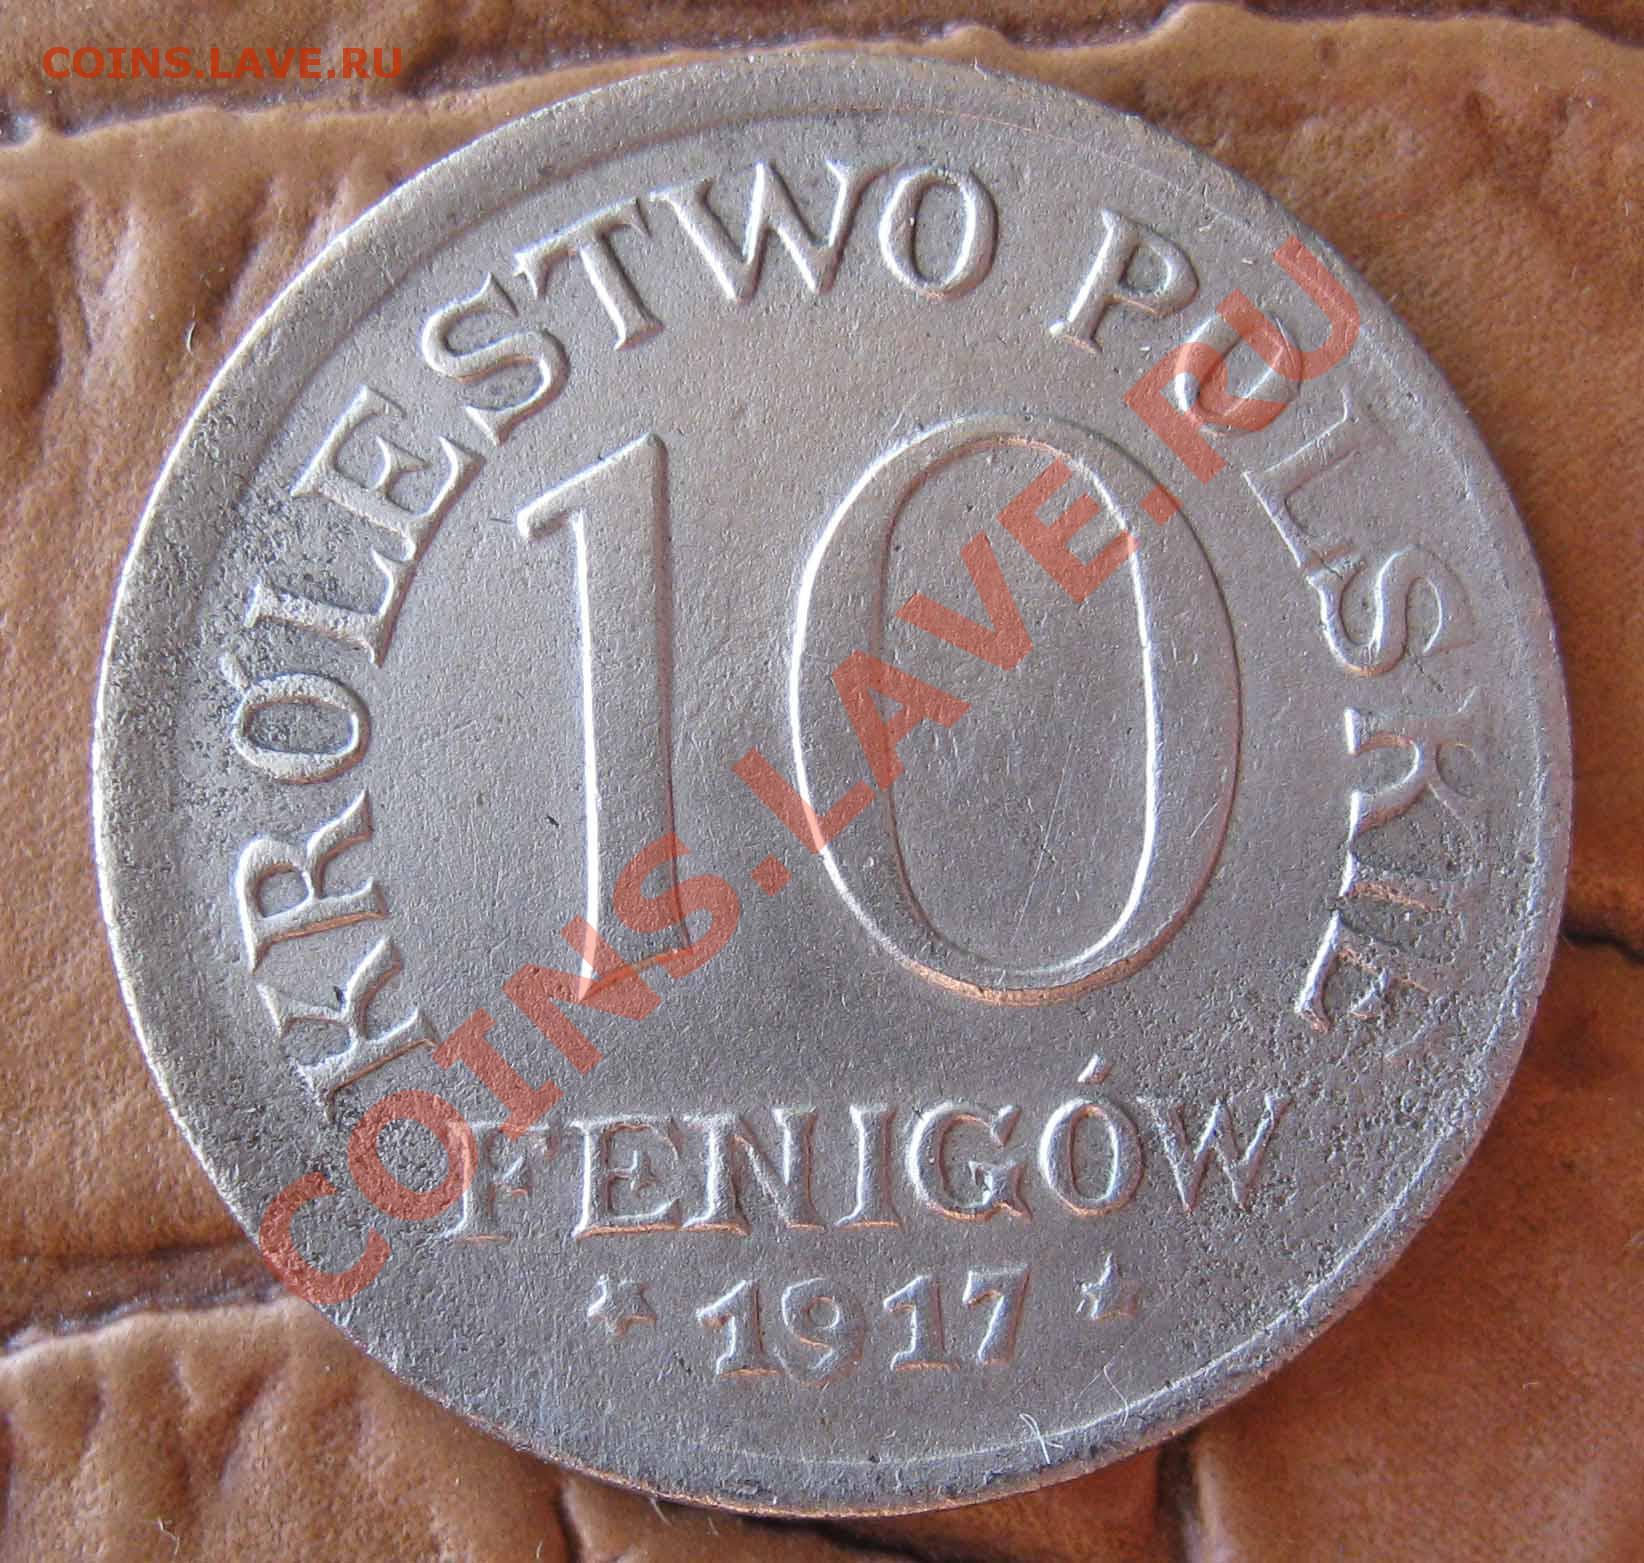 COINS.LAVE.RU
KRÓLESTWO POLSKIE
10
FENIGÓW
* 1917 *
COINS.LAVE.RU